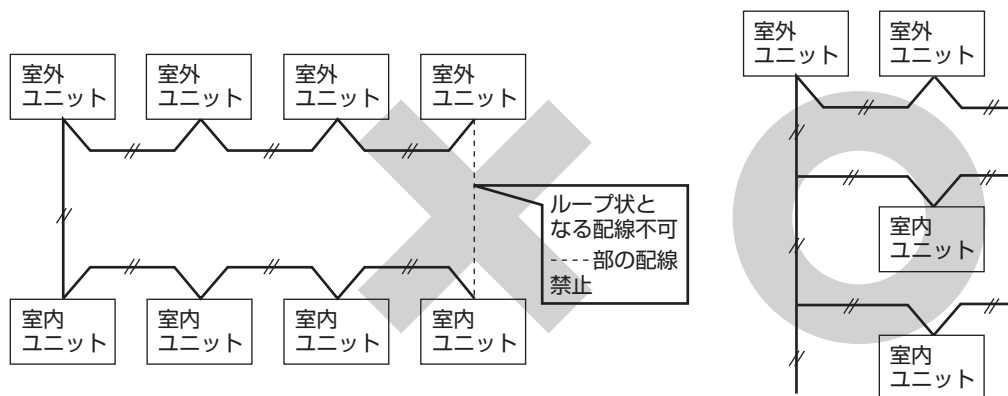 室外
ユニット
室外
ユニット
室外
ユニット
室外
ユニット
ループ状と
なる配線不可
----部の配線
禁止
室内
ユニット
室内
ユニット
室内
ユニット
室内
ユニット
室外
ユニット
室外
ユニット
室内
ユニット
室内
ユニット